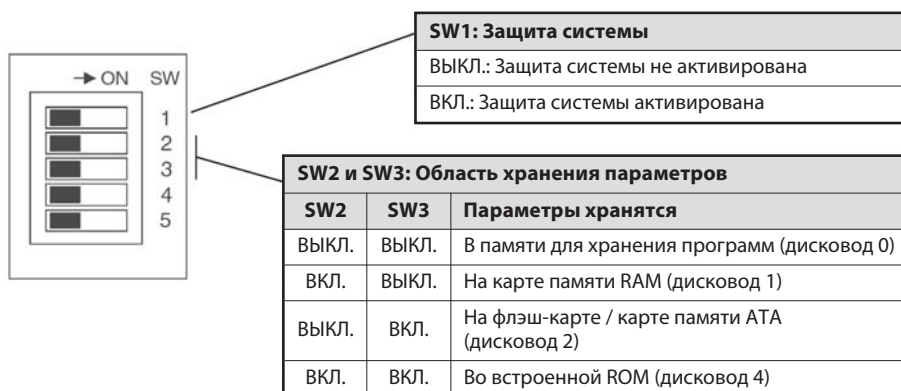 → ON SW
1
2
3
4
5
SW1: Защита системы
ВЫКЛ.: Защита системы не активирована
ВКЛ.: Защита системы активирована
SW2 и SW3: Область хранения параметров
SW2 SW3 Параметры хранятся
ВЫКЛ. ВЫКЛ. В памяти для хранения программ (дисковод 0)
ВКЛ. ВЫКЛ. На карте памяти RAM (дисковод 1)
ВЫКЛ. ВКЛ. На флэш-карте / карте памяти ATA
(дисковод 2)
ВКЛ. ВКЛ. Во встроенной ROM (дисковод 4)